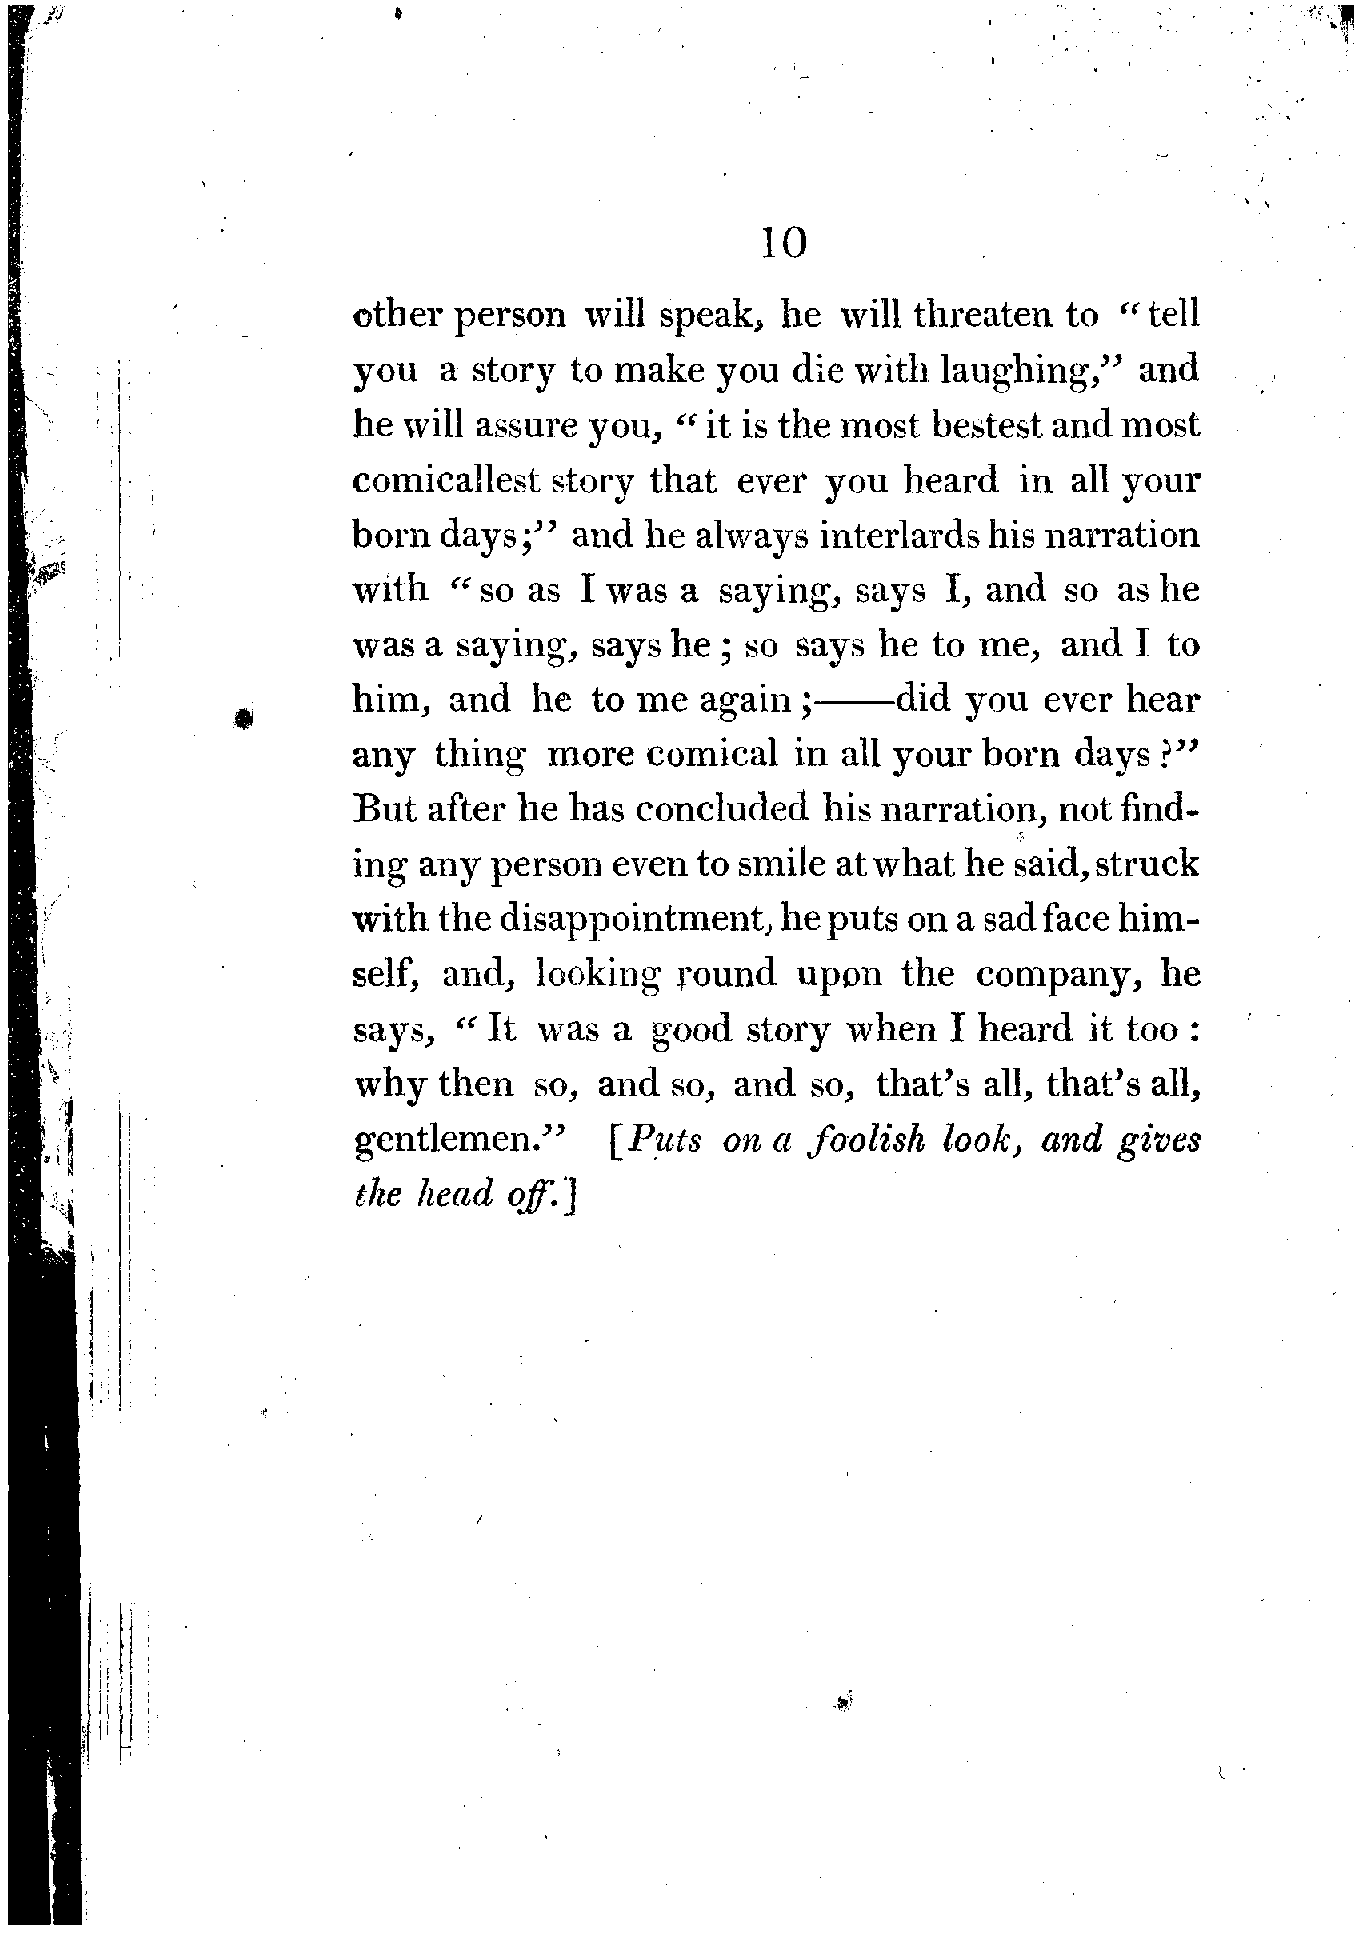 10
other person will speak, he will threaten to "tell
you a story to make you die with laughing," and
he will assure you, "it is the most bestest and most
comicallest story that ever you heard in all your
born days;" and he always interlards his narration
with "so as I was a saying, says I, and so as he
was a saying, says he; so says he to me, and I to
him, and he to me again;——did you ever hear
any thing more comical in all your born days?"
But after he has concluded his narration, not find-
ing any person even to smile at what he said, struck
with the disappointment, he puts on a sad face him-
self, and, looking round upon the company, he
says, "It was a good story when I heard it too:
why then so, and so, and so, that's all, that's all,
gentlemen." [Puts on a foolish look, and gives
the head off.]